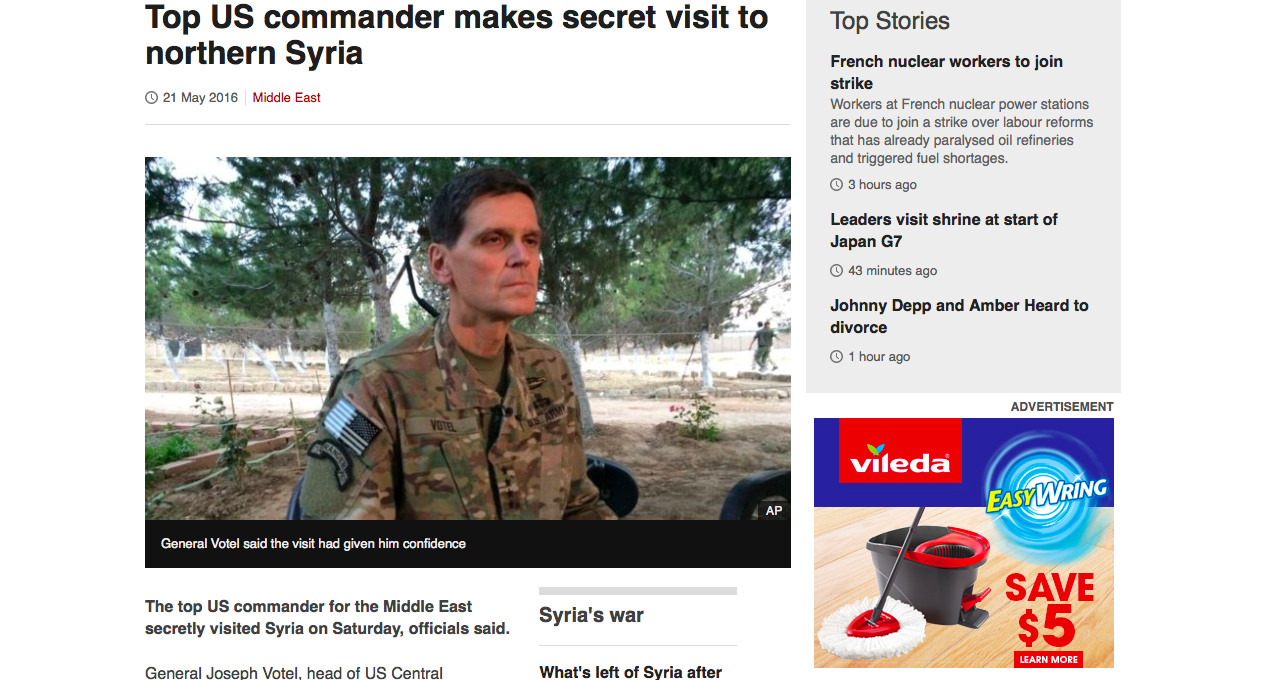 Top US commander makes secret visit to
northern Syria
21 May 2016
Middle East
VOTEL
U.S. ARMY
AP
General Votel said the visit had given him confidence
The top US commander for the Middle East
secretly visited Syria on Saturday, officials said.
General Joseph Votel, head of US Central
Syria's war
What's left of Syria after
Top Stories
French nuclear workers to join
strike
Workers at French nuclear power stations
are due to join a strike over labour reforms
that has already paralysed oil refineries
and triggered fuel shortages.
3 hours ago
Leaders visit shrine at start of
Japan G7
43 minutes ago
Johnny Depp and Amber Heard to
divorce
1 hour ago
ADVERTISEMENT
vileda®
EASYWRING
SAVE
$5
LEARN MORE